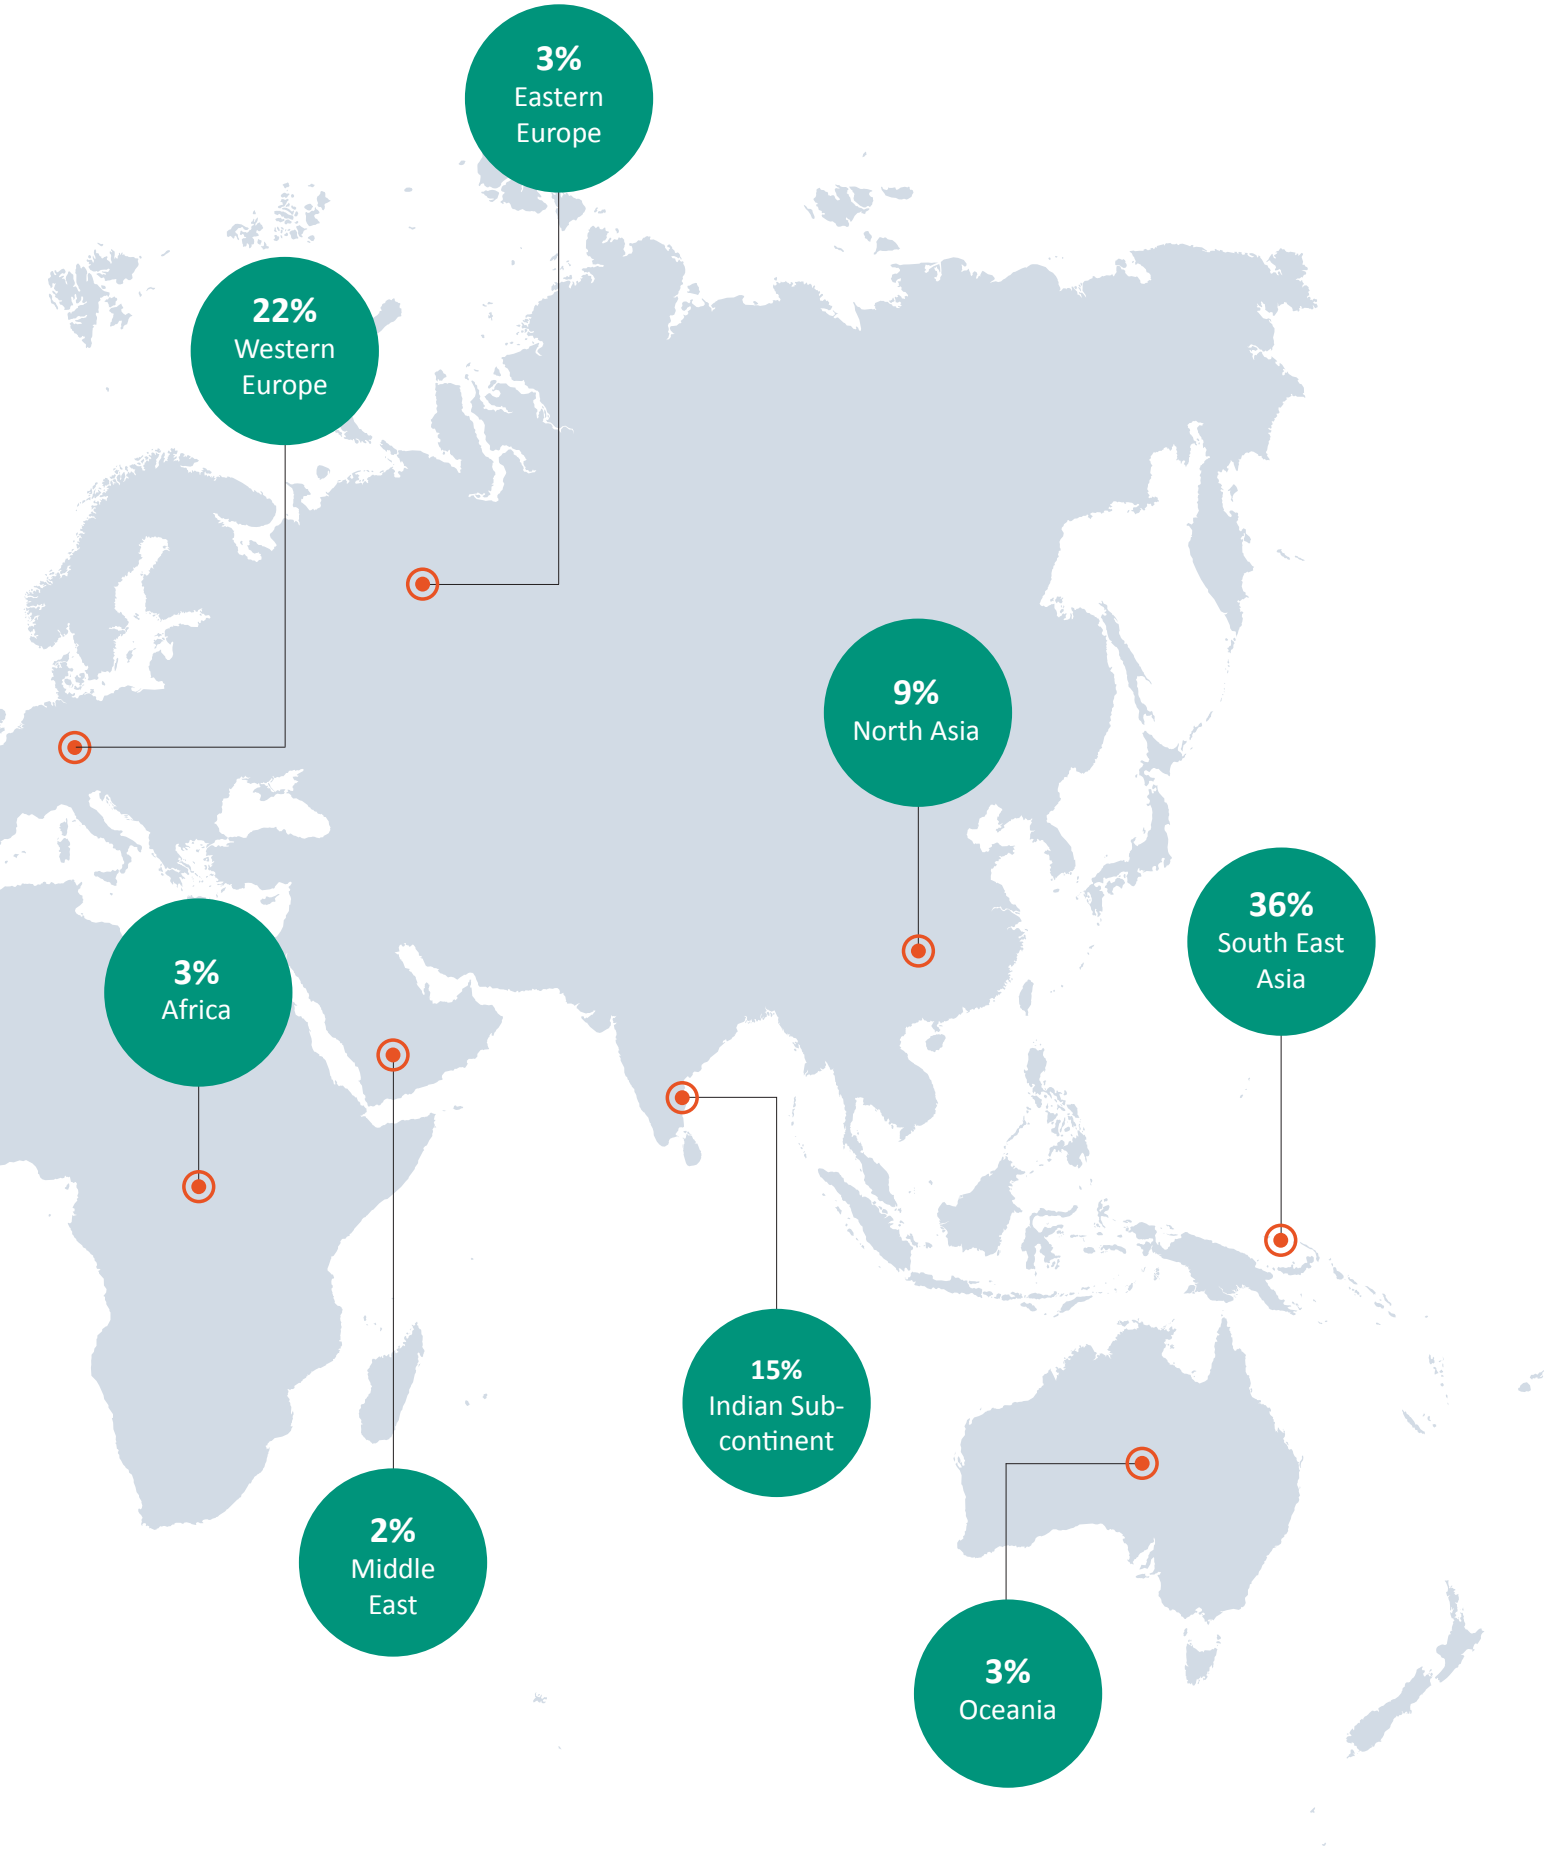 3%
Eastern
Europe
22%
Western
Europe
9%
North Asia
36%
South East
Asia
3%
Africa
15%
Indian Sub-
continent
2%
Middle
East
3%
Oceania